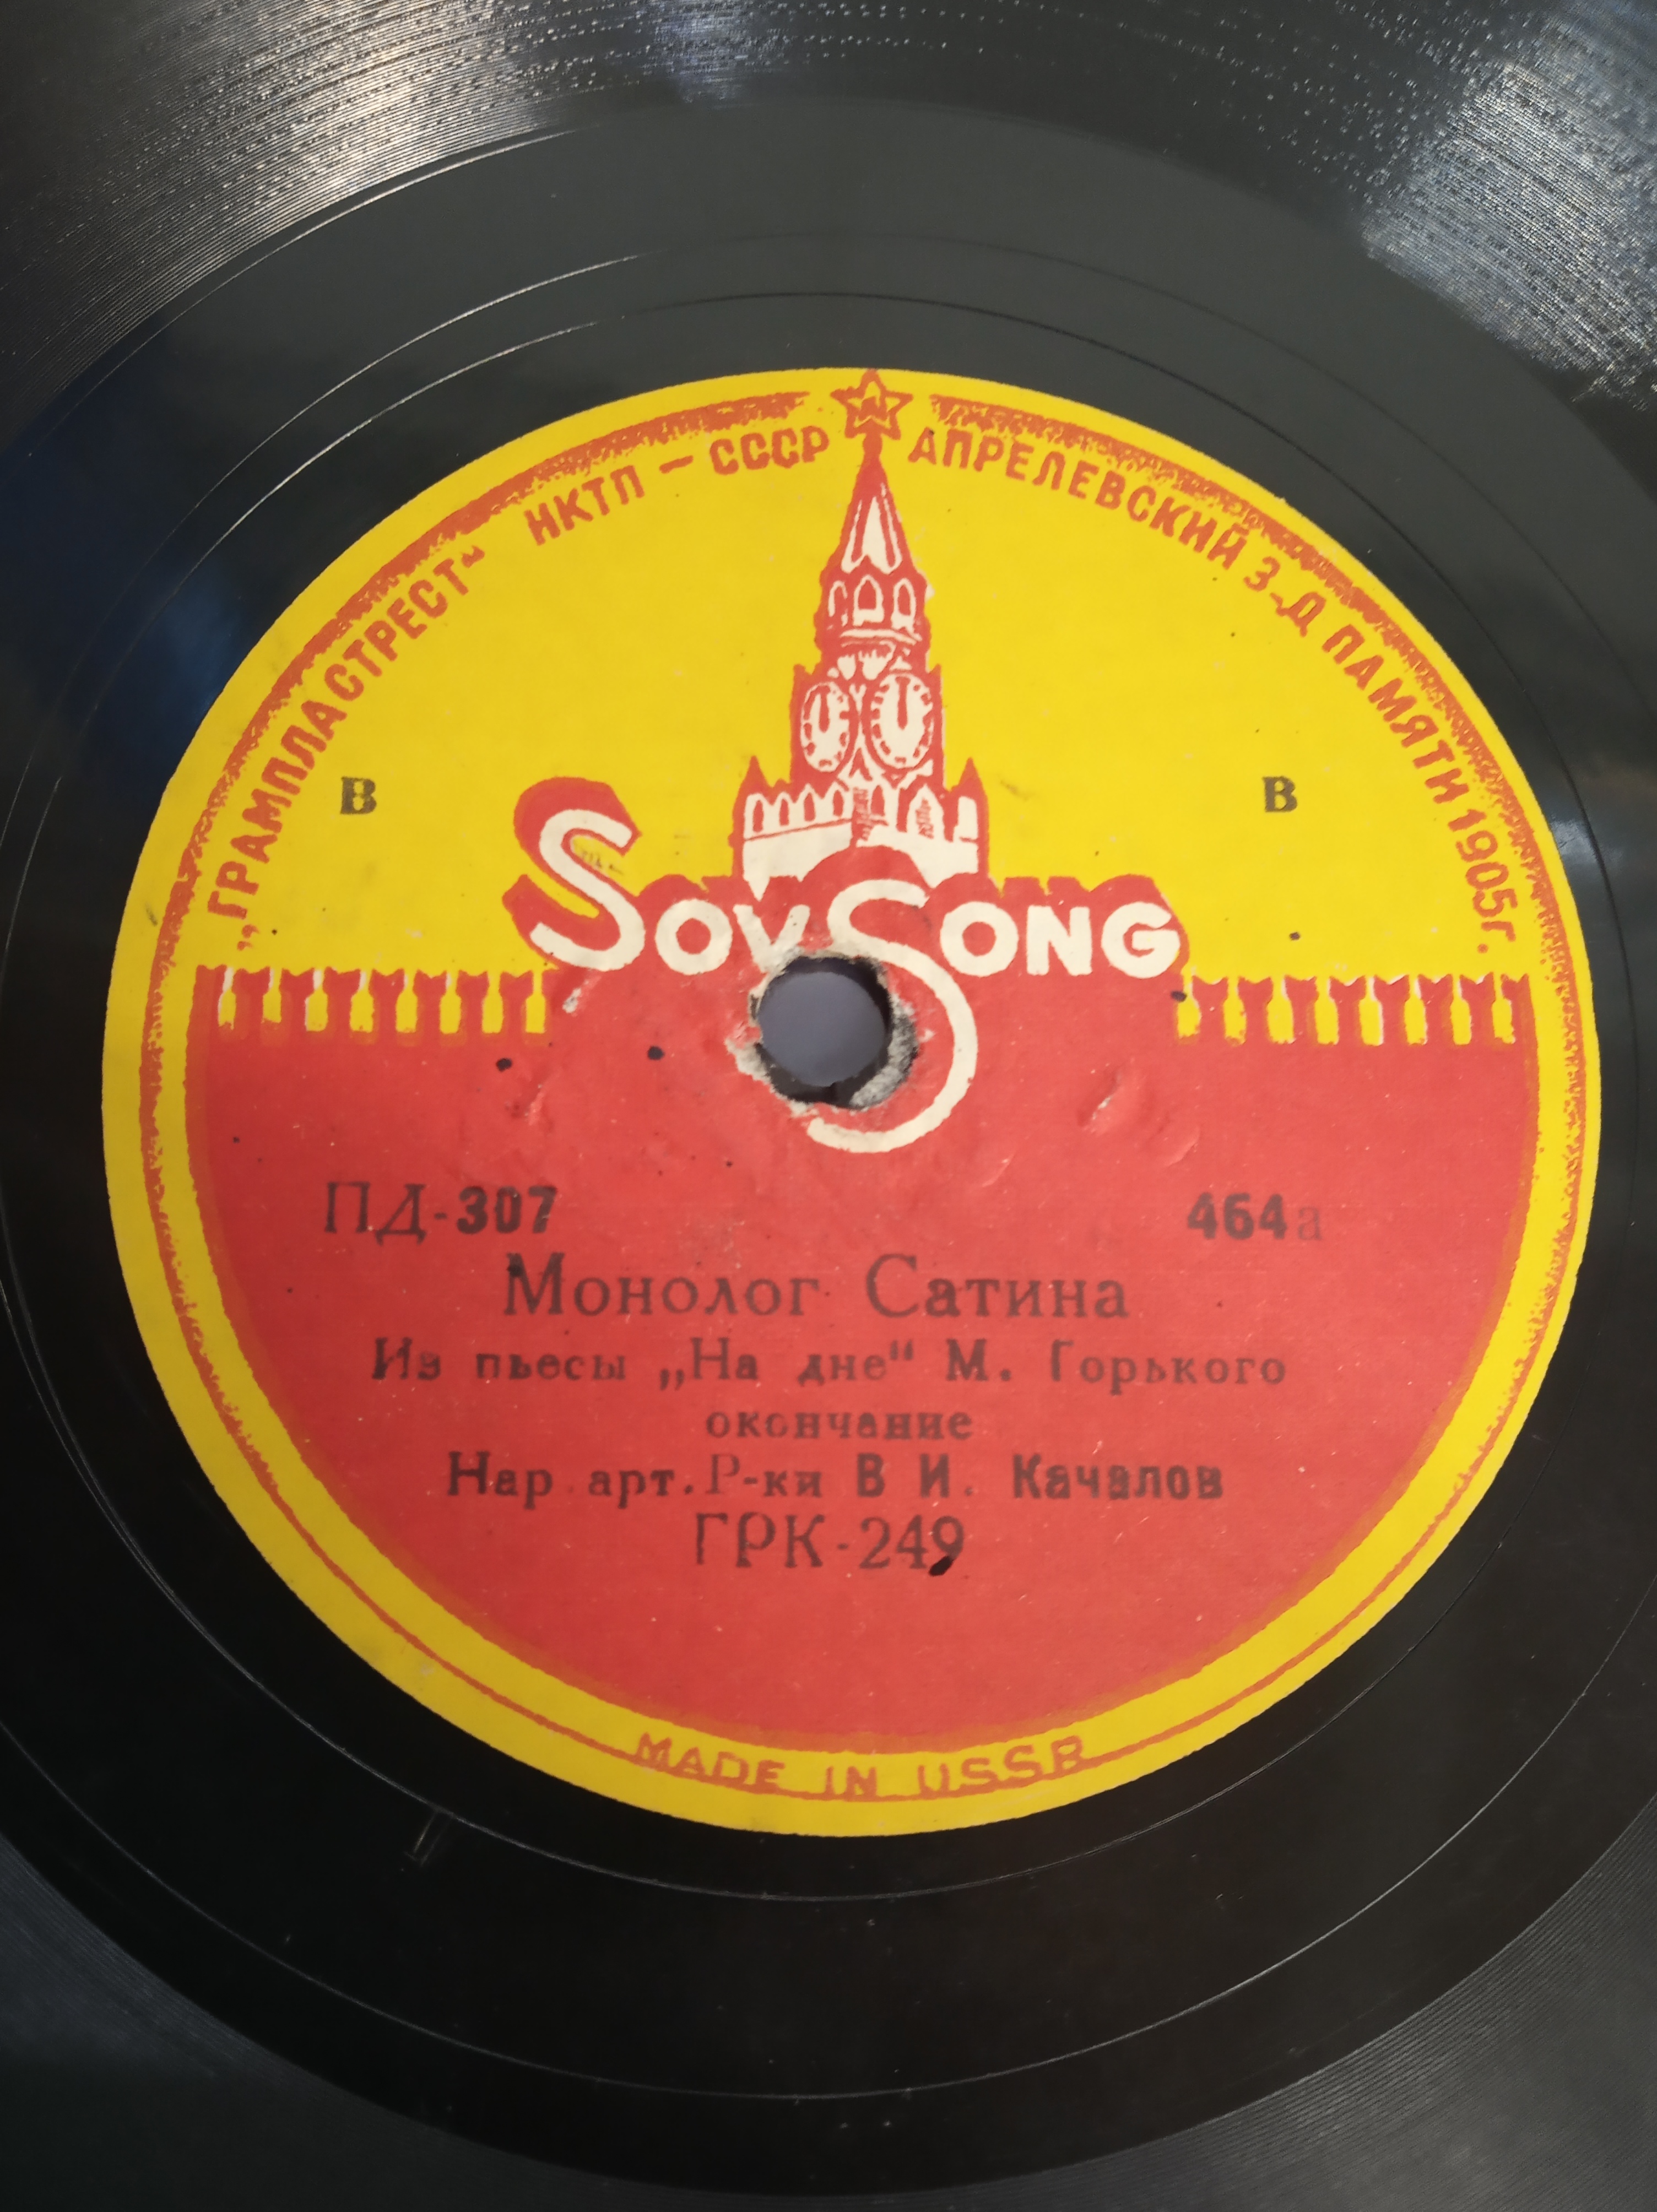 „ГРАМПЛАСТРЕСТ“ НКТП – СССР АПРЕЛЕВСКИЙ З-Д ПАМЯТИ 1905г.
В В
SovSong
ПД-307 464а
Монолог Сатина
Из пьесы „На дне“ М. Горького
окончание
Нар. арт. Р-ки В И. Качалов
ГРК-249
MADE IN USSR